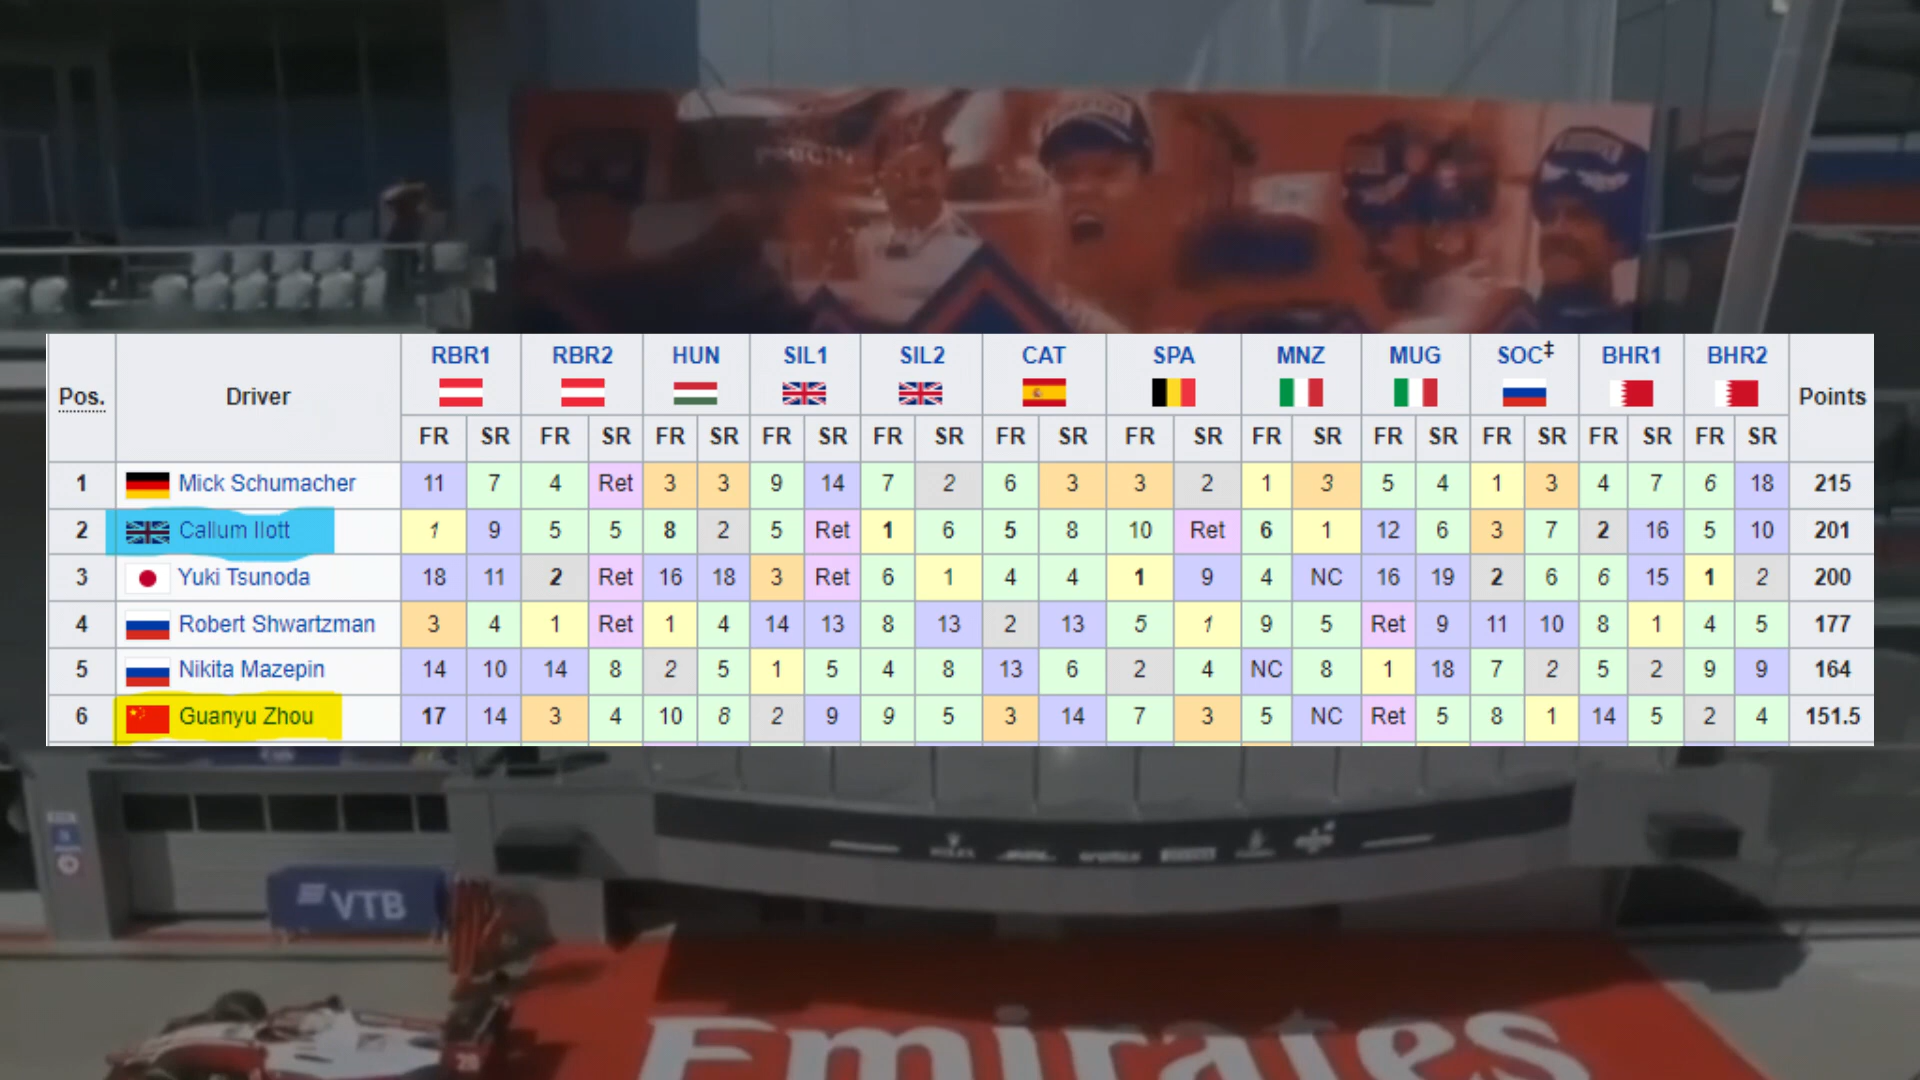 Pos. Driver RBR1 RBR2 HUN SIL1 SIL2 CAT SPA MNZ MUG SOC‡ BHR1 BHR2 Points
FR SR FR SR FR SR FR SR FR SR FR SR FR SR FR SR FR SR FR SR FR SR FR SR
1 Mick Schumacher 11 7 4 Ret 3 3 9 14 7 2 6 3 3 2 1 3 5 4 1 3 4 7 6 18 215
2 Callum Ilott 1 9 5 5 8 2 5 Ret 1 6 5 8 10 Ret 6 1 12 6 3 7 2 16 5 10 201
3 Yuki Tsunoda 18 11 2 Ret 16 18 3 Ret 6 1 4 4 1 9 4 NC 16 19 2 6 6 15 1 2 200
4 Robert Shwartzman 3 4 1 Ret 1 4 14 13 8 13 2 13 5 1 9 5 Ret 9 11 10 8 1 4 5 177
5 Nikita Mazepin 14 10 14 8 2 5 1 5 4 8 13 6 2 4 NC 8 1 18 7 2 5 2 9 9 164
6 Guanyu Zhou 17 14 3 4 10 8 2 9 9 5 3 14 7 3 5 NC Ret 5 8 1 14 5 2 4 151.5
VTB
Emirates